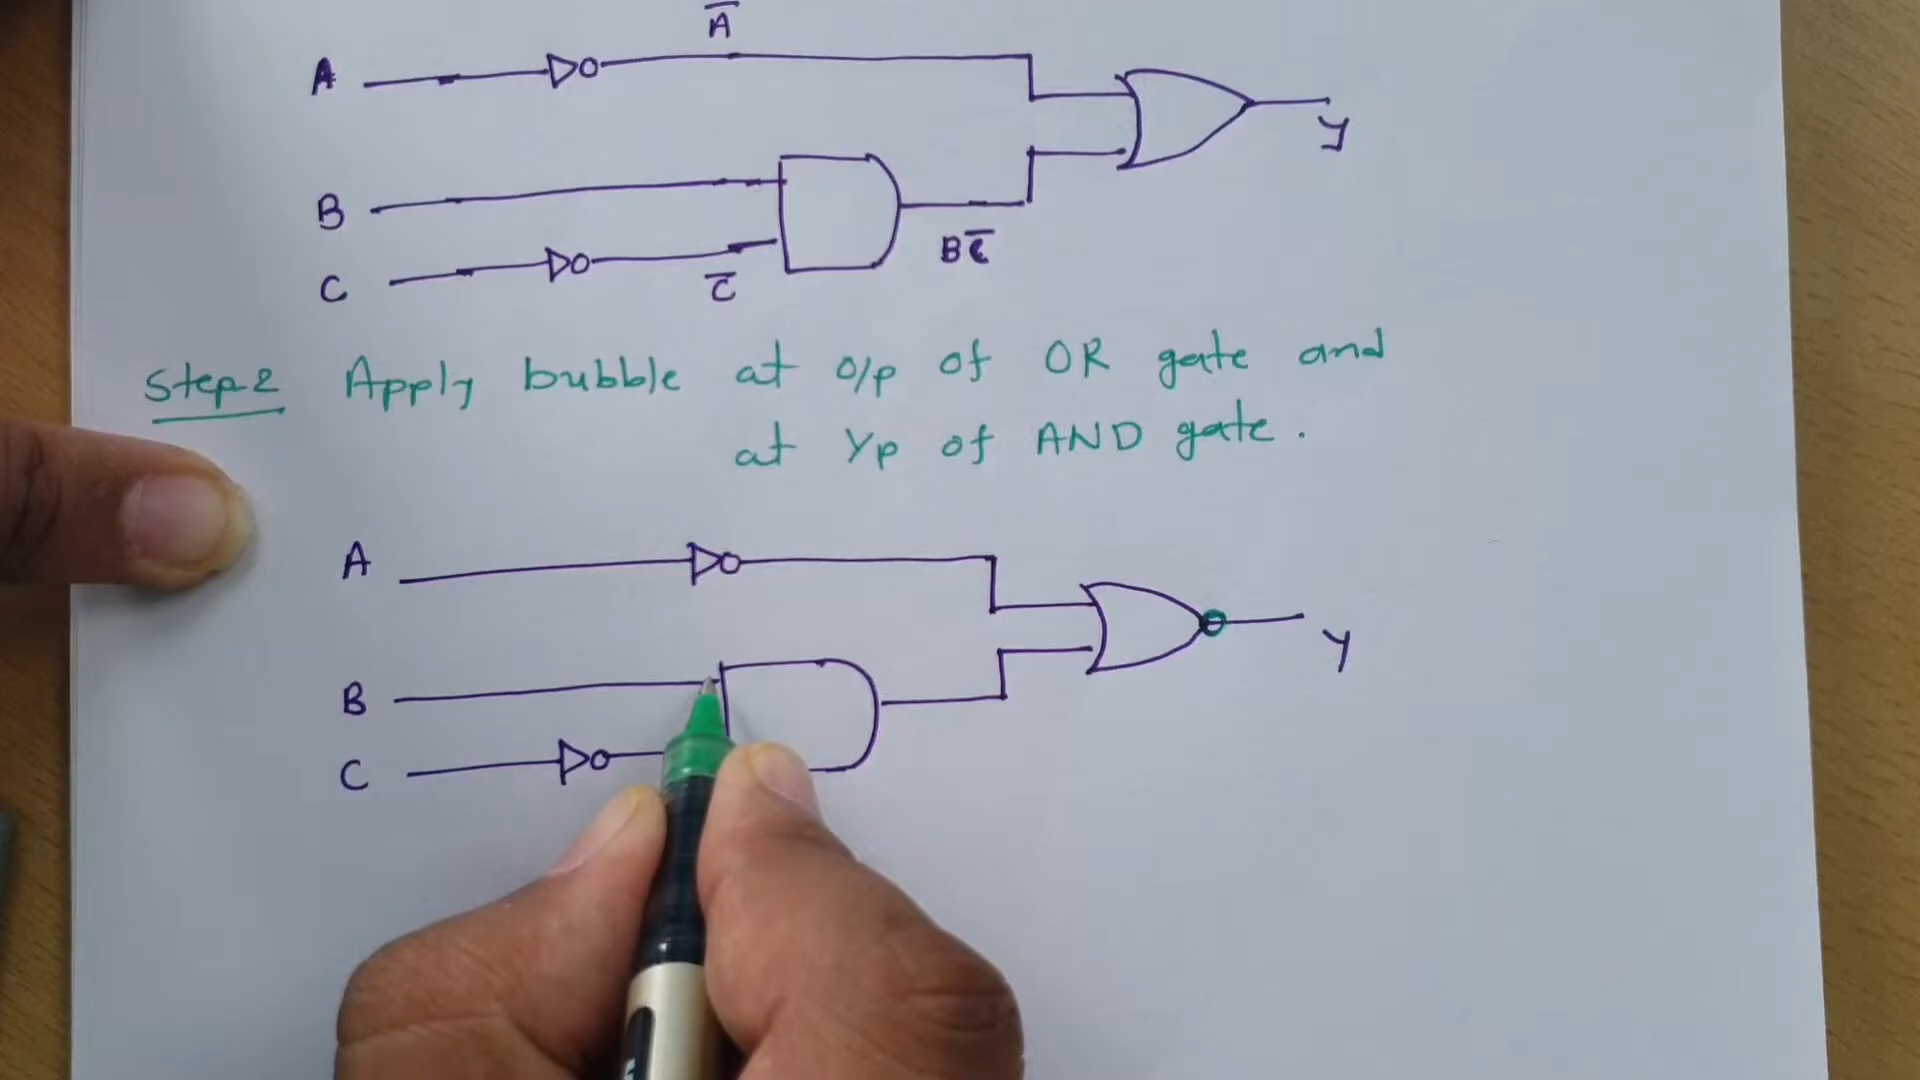 A̅
A
y
B
BC̅
C
C̅
Step 2 Apply bubble at o/p of OR gate and
at I/p of AND gate.
A
y
B
C